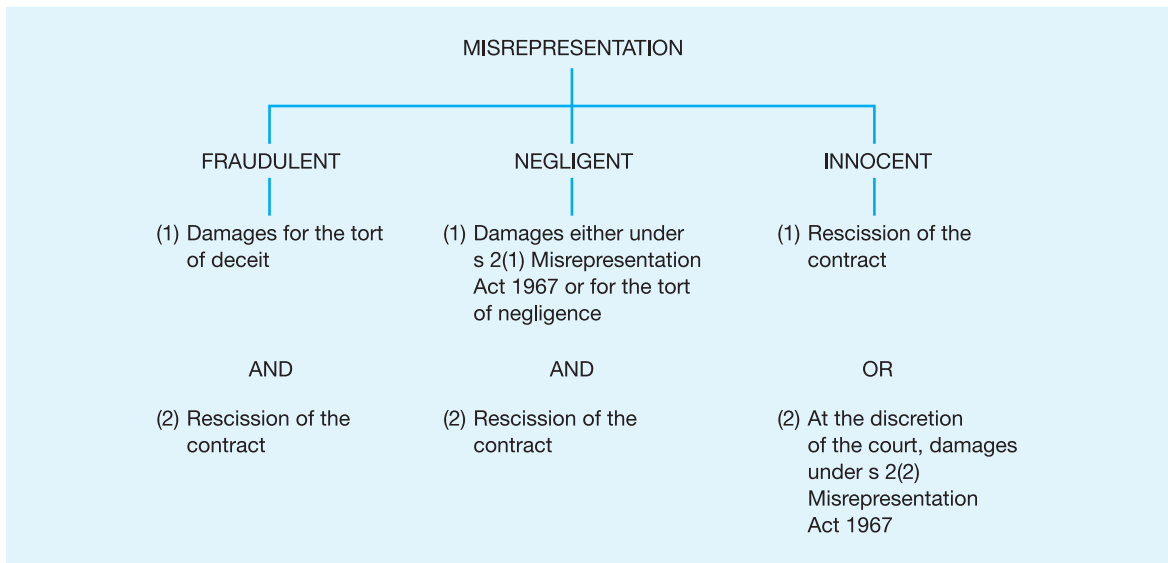 MISREPRESENTATION
FRAUDULENT
(1) Damages for the tort
of deceit
AND
(2) Rescission of the
contract
NEGLIGENT
(1) Damages either under
s 2(1) Misrepresentation
Act 1967 or for the tort
of negligence
AND
(2) Rescission of the
contract
INNOCENT
(1) Rescission of the
contract
OR
(2) At the discretion
of the court, damages
under s 2(2)
Misrepresentation
Act 1967